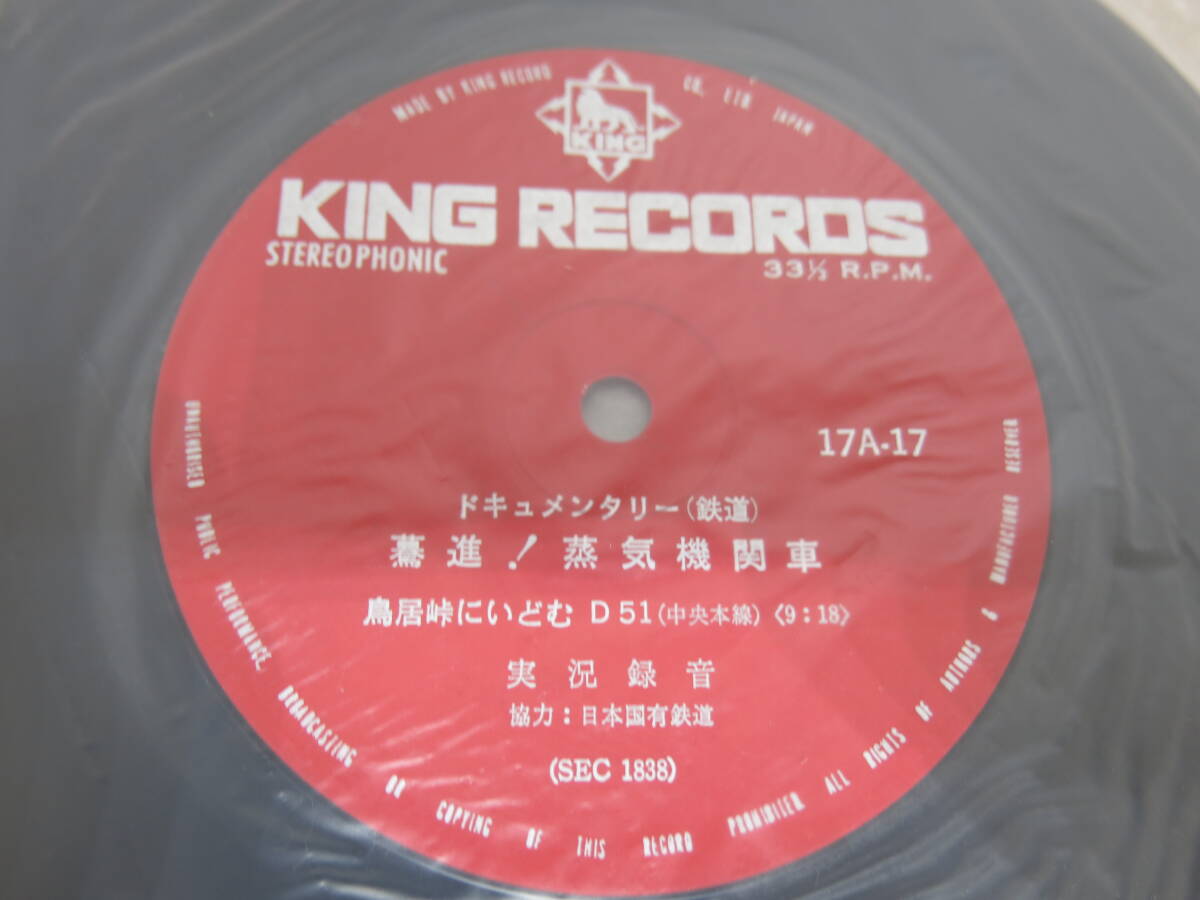 MADE BY KING RECORD CO., LTD. JAPAN
KING
KING RECORDS
STEREOPHONIC
33⅓ R.P.M.
17A-17
ドキュメンタリー(鉄道)
驀進!蒸気機関車
鳥居峠にいどむ D51(中央本線)〈9:18〉
実況録音
協力:日本国有鉄道
(SEC 1838)
UNAUTHORISED PUBLIC PERFORMANCE, BROADCASTING OR COPYING OF THIS RECORD PROHIBITED ALL RIGHTS OF AUTHORS & MANUFACTURER RESERVED